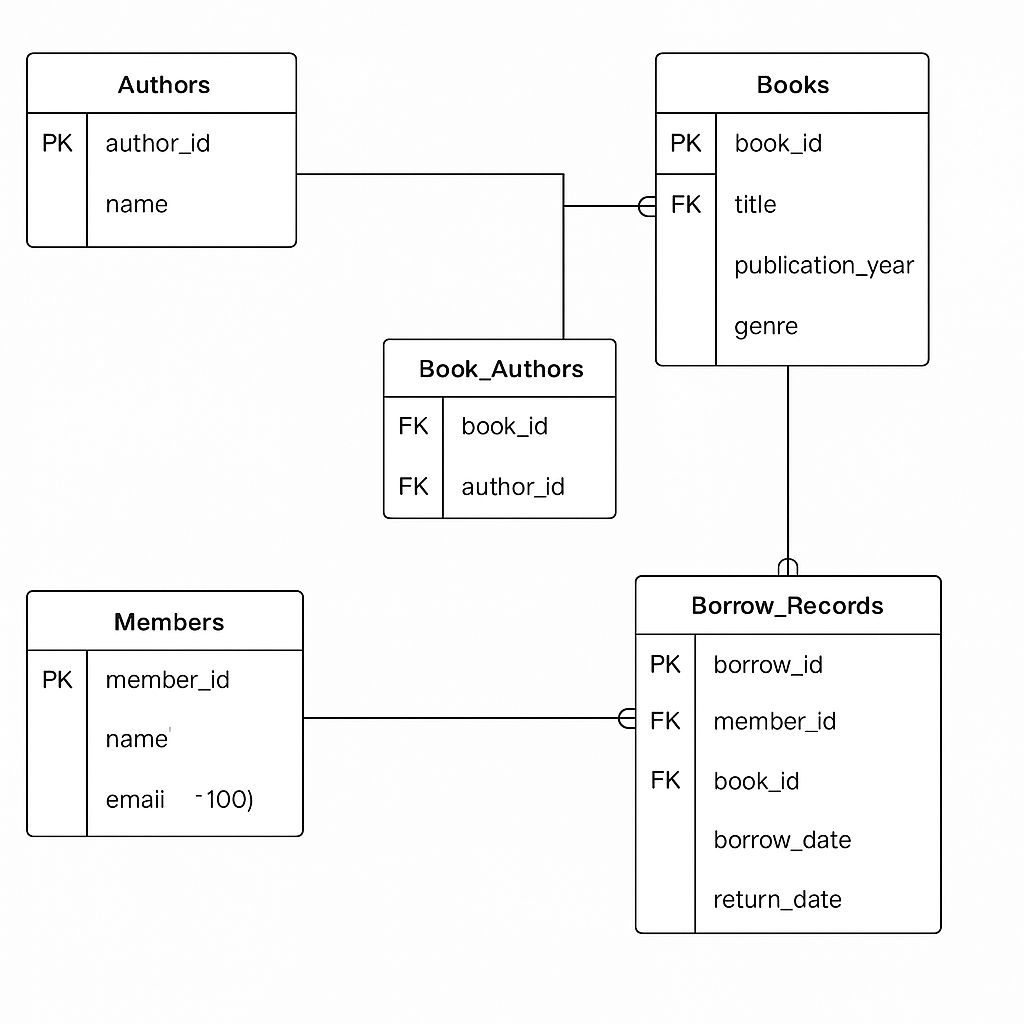 Authors
PK author_id
name
Books
PK book_id
FK title
publication_year
genre
Book_Authors
FK book_id
FK author_id
Members
PK member_id
name'
emaii -100)
Borrow_Records
PK borrow_id
FK member_id
FK book_id
borrow_date
return_date